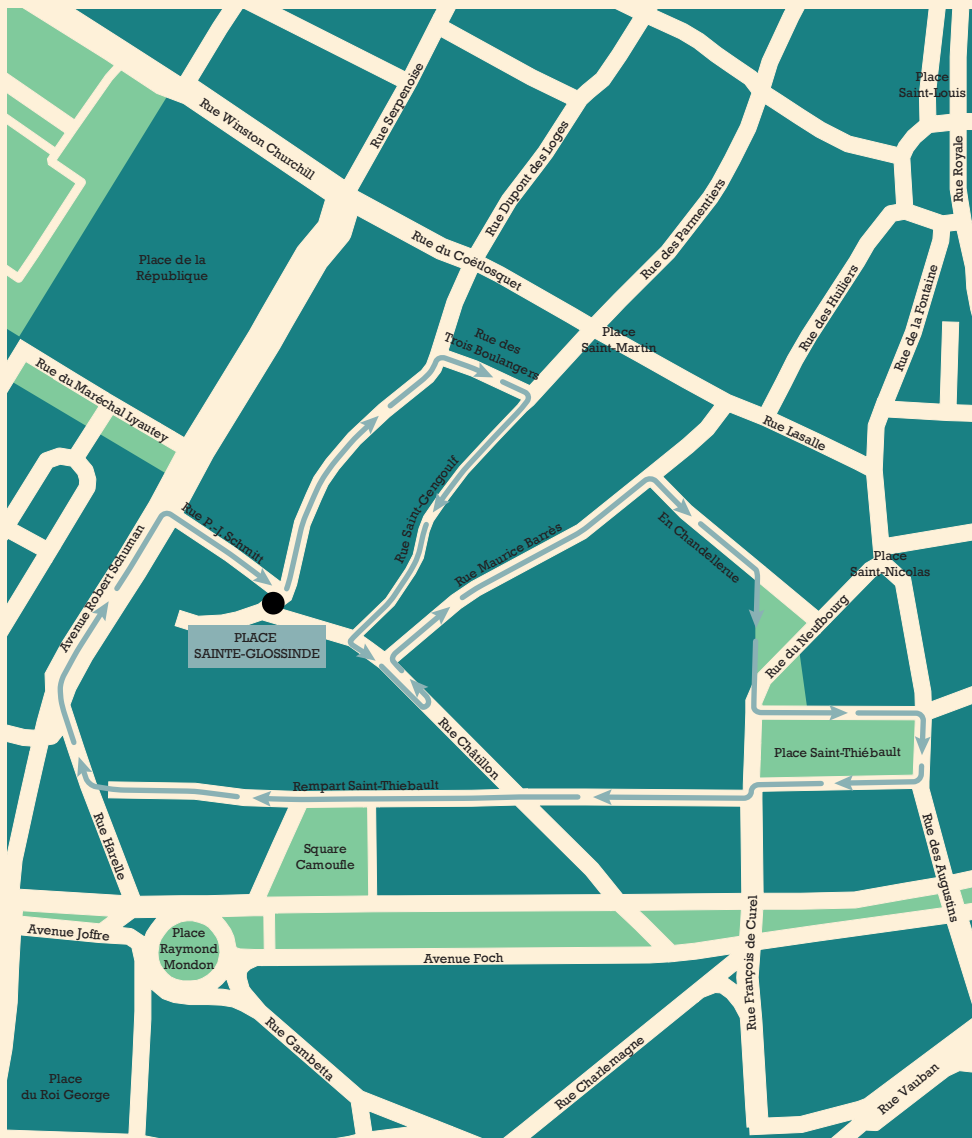 Place
Saint-Louis
Rue Serpenoise
Rue Winston Churchill
Rue Dupont des Loges
Rue Royale
Rue des Parmentiers
Place de la
République
Rue du Coëtlosquet
Rue des Huiliers
Rue de la Fontaine
Rue des
Trois Boulangers
Place
Saint-Martin
Rue du Maréchal Lyautey
Rue Lasalle
Rue Saint-Gengoulf
Rue P.-J. Schmitt
Avenue Robert Schuman
Rue Maurice Barrès
En Chandellerue
Place
Saint-Nicolas
Rue du Neufbourg
PLACE
SAINTE-GLOSSINDE
Rue Châtillon
Place Saint-Thiébault
Rempart Saint-Thiebault
Rue Harelle
Square
Camoufle
Rue des Augustins
Avenue Joffre
Place
Raymond
Mondon
Avenue Foch
Rue François de Curel
Rue Gambetta
Rue Charlemagne
Place
du Roi George
Rue Vauban